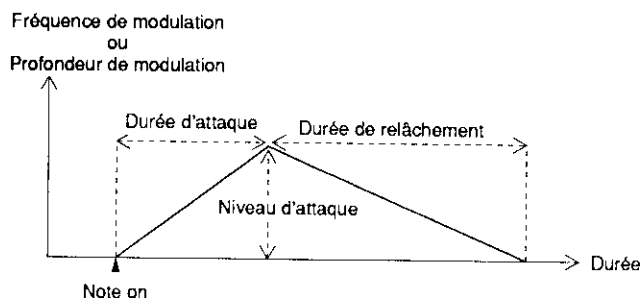 Fréquence de modulation
ou
Profondeur de modulation
Durée d'attaque
Durée de relâchement
Niveau d'attaque
Durée
Note on